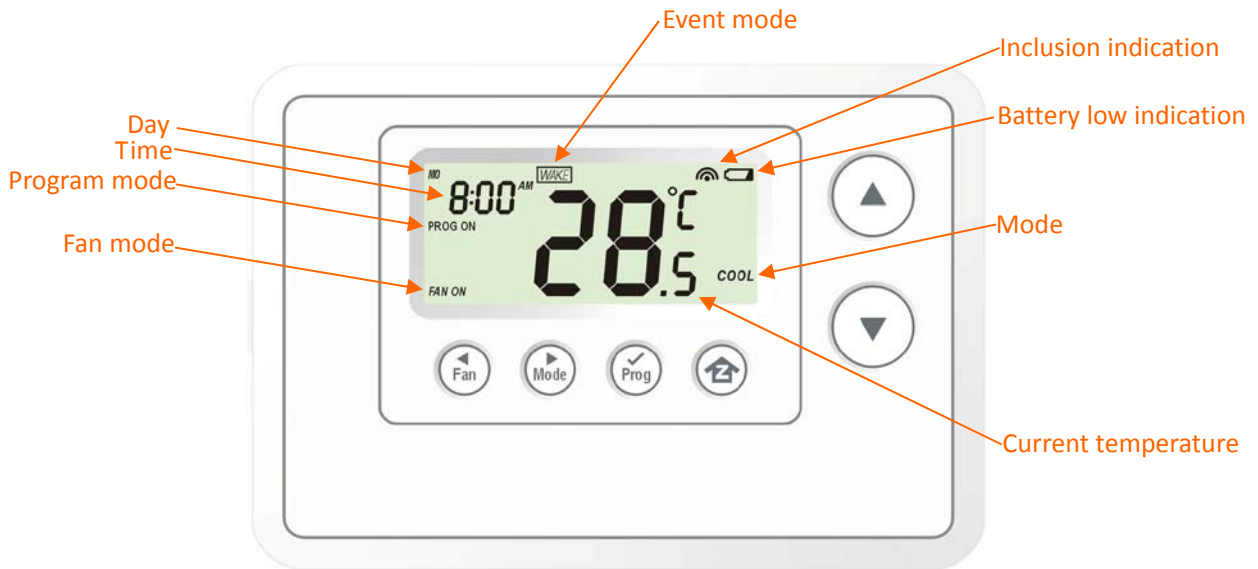 Event mode
Inclusion indication
Day
Battery low indication
Time
Program mode
Fan mode
Mode
MO
WAKE
8:00 AM
28.5 °C
PROG ON
COOL
FAN ON
Fan
Mode
Prog
Z
Current temperature